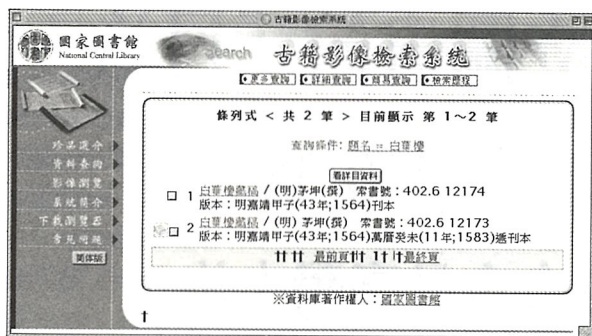 古籍影像檢索系統
國家圖書館
National Central Library
Search
古籍影像檢索系統
•更多查詢 •詳細查詢 •簡易查詢 •檢索歷程
條列式 < 共 2 筆 > 目前顯示 第 1~2 筆
查詢條件: 題名 = 白華樓
看詳目資料
1 白華樓藏稿 / (明)茅坤(撰) 索書號:402.6 12174
版本:明嘉靖甲子(43年;1564)刊本
2 白華樓藏稿 / (明) 茅坤(撰) 索書號:402.6 12173
版本:明嘉靖甲子(43年;1564)萬曆癸未(11年;1583)遞刊本
最前頁 最終頁
※資料庫著作權人:國家圖書館
珍品選介
資料查詢
影像瀏覽
系統簡介
下載瀏覽器
常見問題
简体版